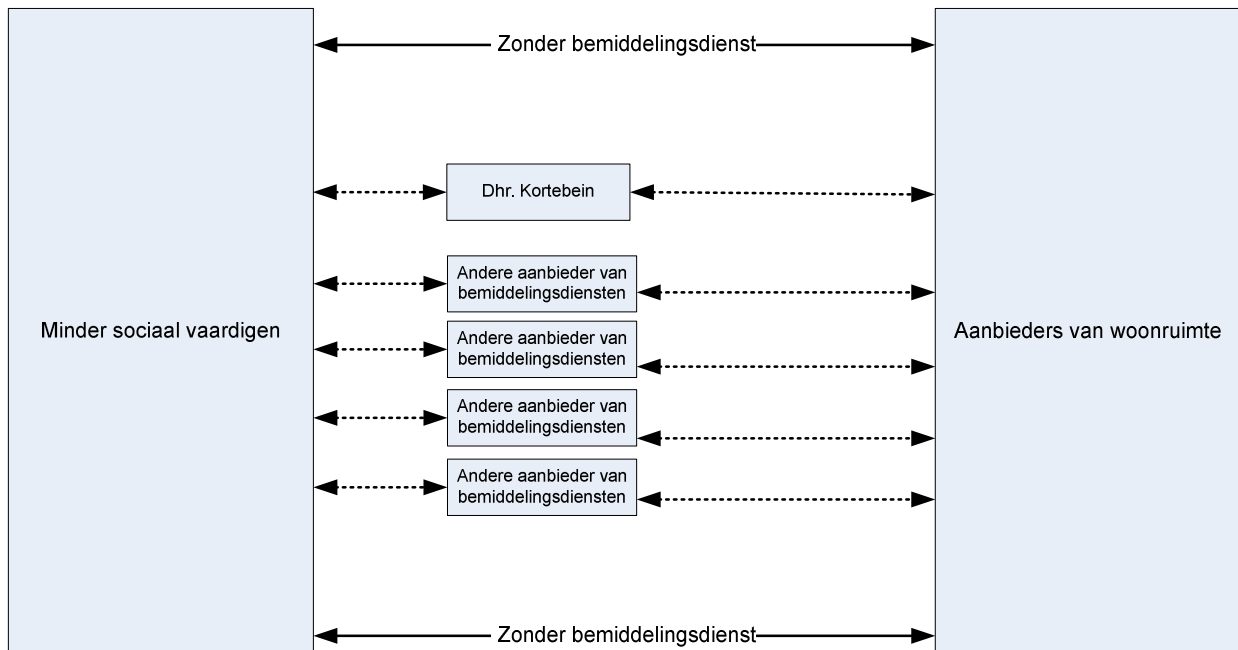 Zonder bemiddelingsdienst
Dhr. Kortebein
Andere aanbieder van
bemiddelingsdiensten
Minder sociaal vaardigen
Aanbieders van woonruimte
Andere aanbieder van
bemiddelingsdiensten
Andere aanbieder van
bemiddelingsdiensten
Andere aanbieder van
bemiddelingsdiensten
Zonder bemiddelingsdienst